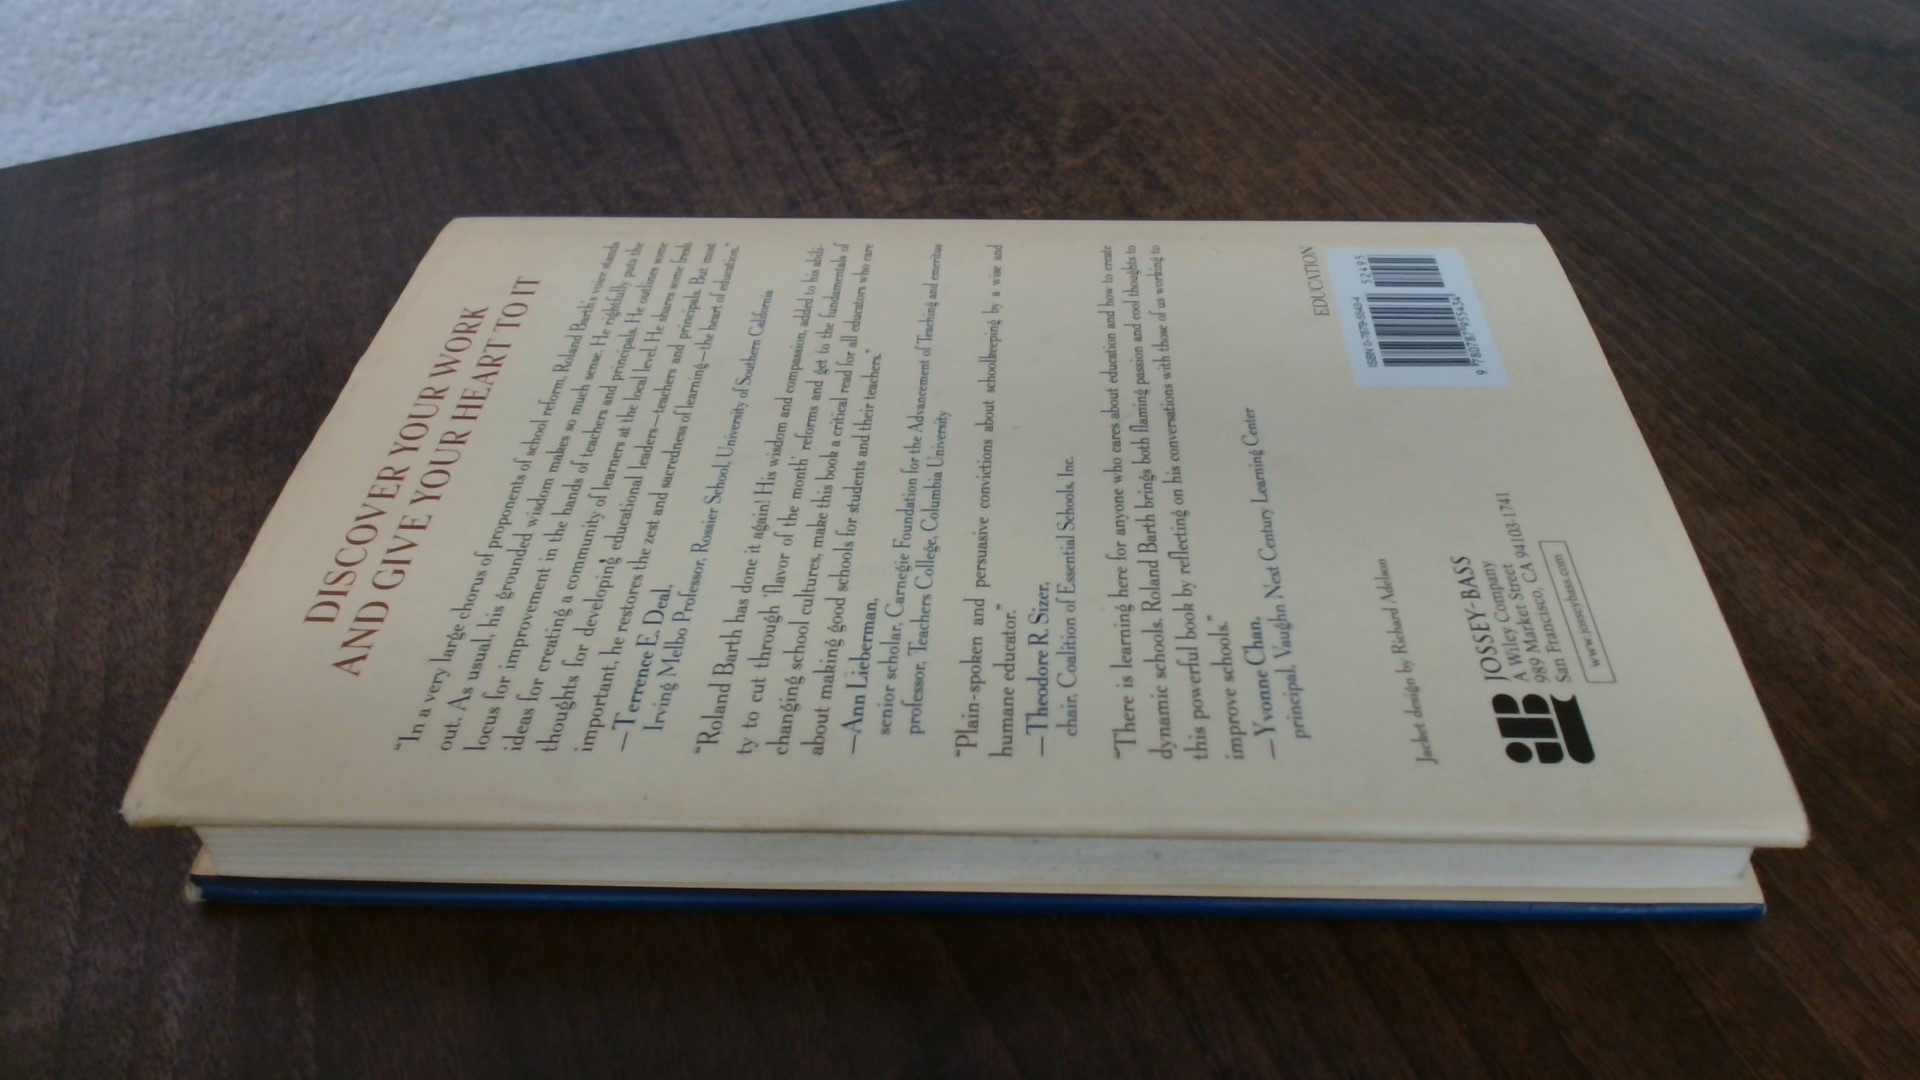 DISCOVER YOUR WORK
AND GIVE YOUR HEART TO IT
“In a very large chorus of proponents of school reform, Roland Barth's voice stands
out. As usual, his grounded wisdom makes so much sense. He rightfully puts the
locus for improvement in the hands of teachers and principals. He outlines some
ideas for creating a community of learners at the local level. He shares some fresh
thoughts for developing educational leaders—teachers and principals. But most
important, he restores the zest and sacredness of learning—the heart of education.”
—Terrence E. Deal,
Irving Melbo Professor, Rossier School, University of Southern California
“Roland Barth has done it again! His wisdom and compassion, added to his abili-
ty to cut through ‘flavor of the month’ reforms and get to the fundamentals of
changing school cultures, make this book a critical read for all educators who care
about making good schools for students and their teachers.”
—Ann Lieberman,
senior scholar, Carnegie Foundation for the Advancement of Teaching and emeritus
professor, Teachers College, Columbia University
“Plain-spoken and persuasive convictions about schoolkeeping by a wise and
humane educator.”
—Theodore R. Sizer,
chair, Coalition of Essential Schools, Inc.
“There is learning here for anyone who cares about education and how to create
dynamic schools. Roland Barth brings both flaming passion and cool thoughts to
this powerful book by reflecting on his conversations with those of us working to
improve schools.”
—Yvonne Chan,
principal, Vaughn Next Century Learning Center
EDUCATION
Jacket design by Richard Adelson
JOSSEY-BASS
A Wiley Company
989 Market Street
San Francisco, CA 94103-1741
www.josseybass.com
ISBN 0-7879-5543-4
52495
9 780787 955434